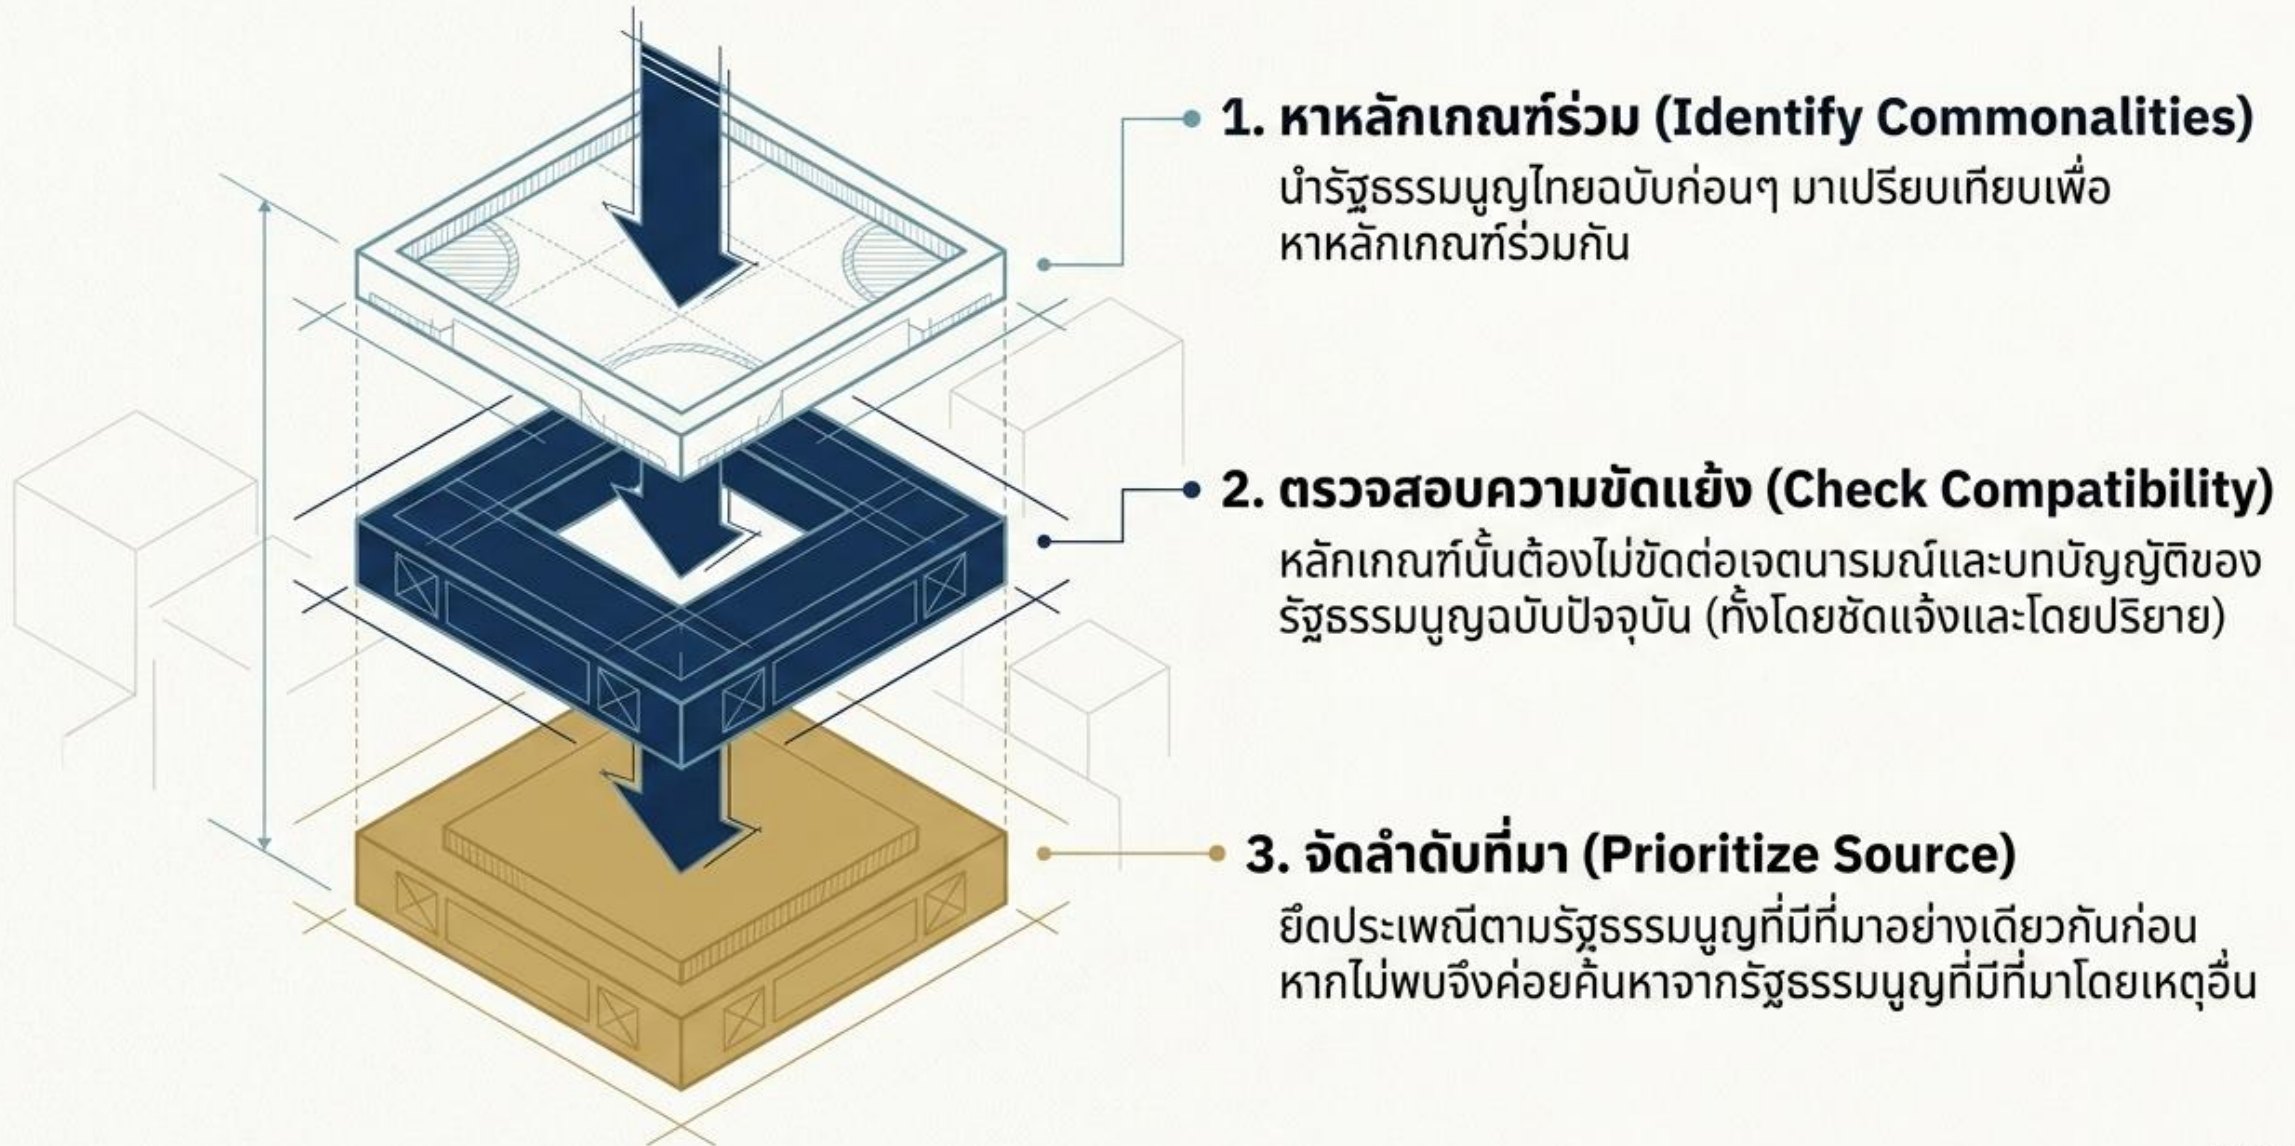 1. หาหลักเกณฑ์ร่วม (Identify Commonalities)
นำรัฐธรรมนูญไทยฉบับก่อนๆ มาเปรียบเทียบเพื่อ
หาหลักเกณฑ์ร่วมกัน
2. ตรวจสอบความขัดแย้ง (Check Compatibility)
หลักเกณฑ์นั้นต้องไม่ขัดต่อเจตนารมณ์และบทบัญญัติของ
รัฐธรรมนูญฉบับปัจจุบัน (ทั้งโดยชัดแจ้งและโดยปริยาย)
3. จัดลำดับที่มา (Prioritize Source)
ยึดประเพณีตามรัฐธรรมนูญที่มีที่มาอย่างเดียวกันก่อน
หากไม่พบจึงค่อยค้นหาจากรัฐธรรมนูญที่มีที่มาโดยเหตุอื่น